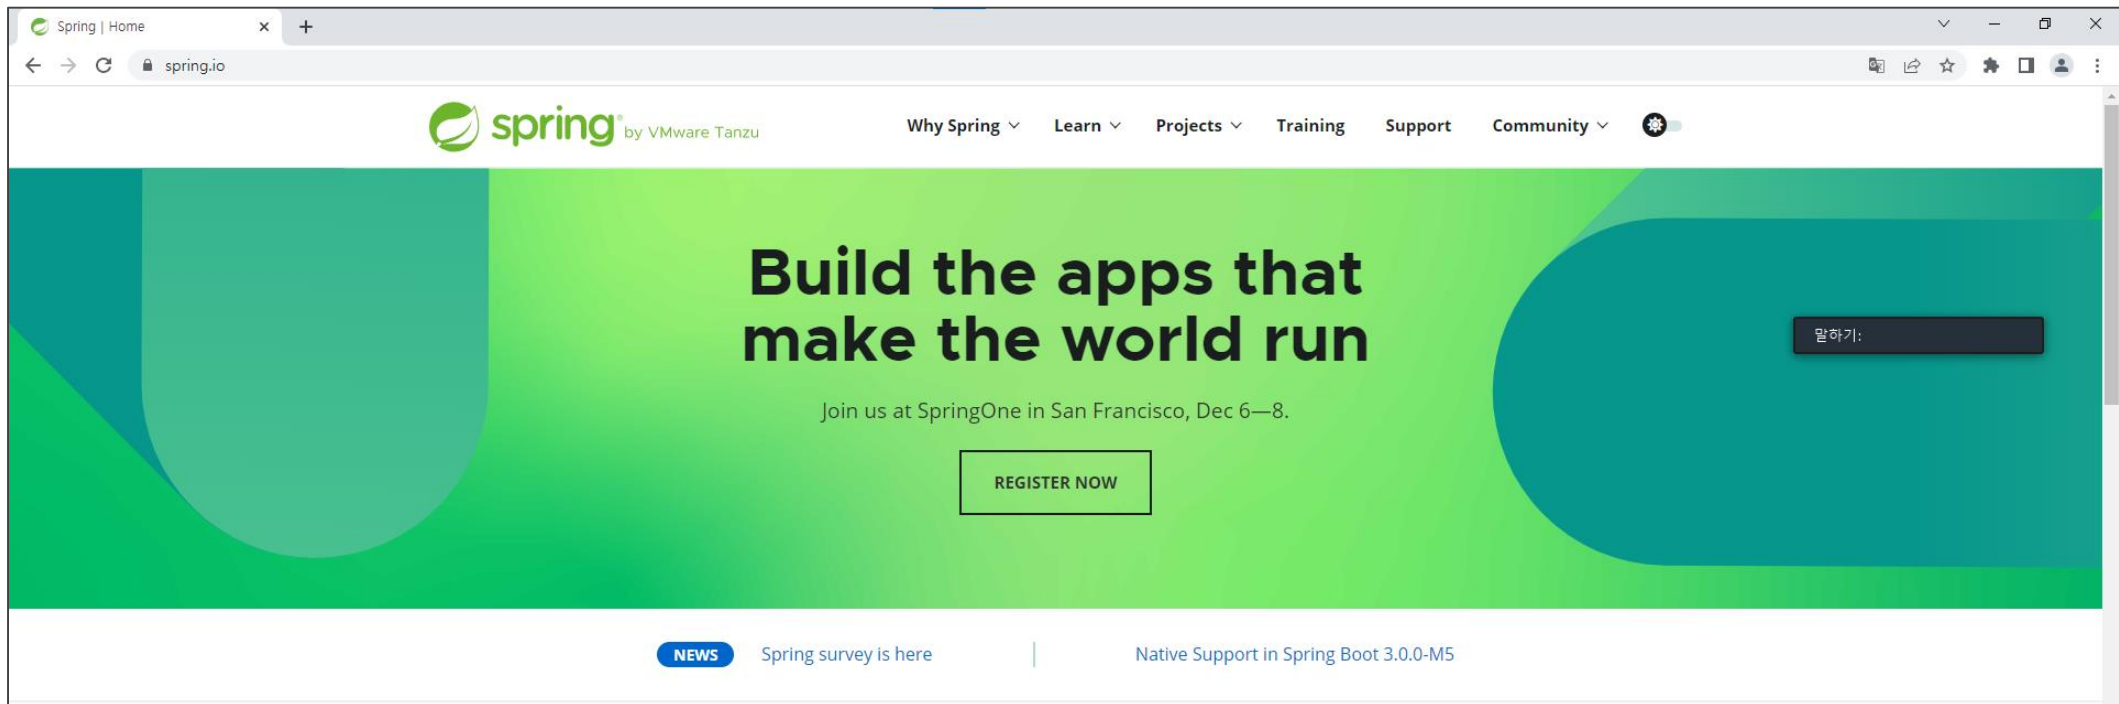 Spring | Home
spring.io
spring by VMware Tanzu
Why Spring Learn Projects Training Support Community
Build the apps that
make the world run
Join us at SpringOne in San Francisco, Dec 6—8.
REGISTER NOW
말하기:
NEWS Spring survey is here Native Support in Spring Boot 3.0.0-M5